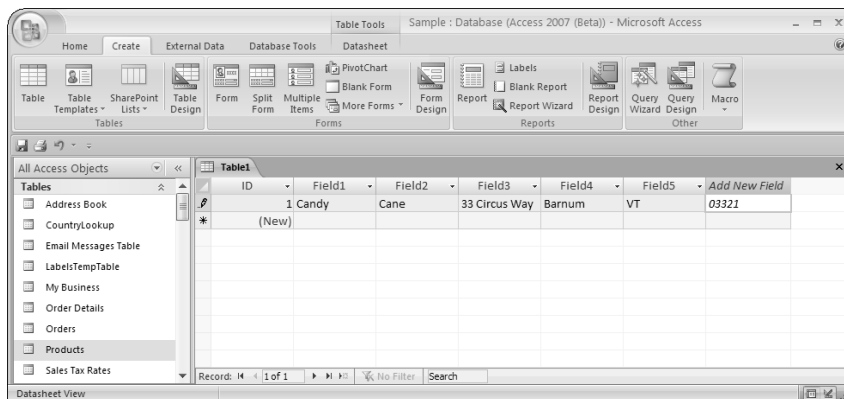 Table Tools Sample : Database (Access 2007 (Beta)) - Microsoft Access
Home Create External Data Database Tools Datasheet
Table
Table Templates
SharePoint Lists
Table Design
Tables
Form
Split Form
Multiple Items
PivotChart
Blank Form
More Forms
Form Design
Forms
Report
Labels
Blank Report
Report Wizard
Report Design
Reports
Query Wizard
Query Design
Macro
Other
All Access Objects
Tables
Address Book
CountryLookup
Email Messages Table
LabelsTempTable
My Business
Order Details
Orders
Products
Sales Tax Rates
Table1
ID Field1 Field2 Field3 Field4 Field5 Add New Field
1 Candy Cane 33 Circus Way Barnum VT 03321
(New)
Record: 1 of 1 No Filter Search
Datasheet View